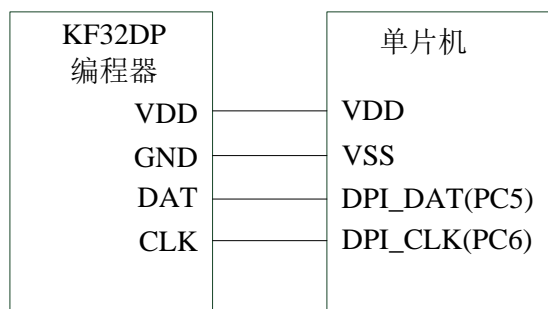 KF32DP
编程器
VDD
GND
DAT
CLK
单片机
VDD
VSS
DPI_DAT(PC5)
DPI_CLK(PC6)